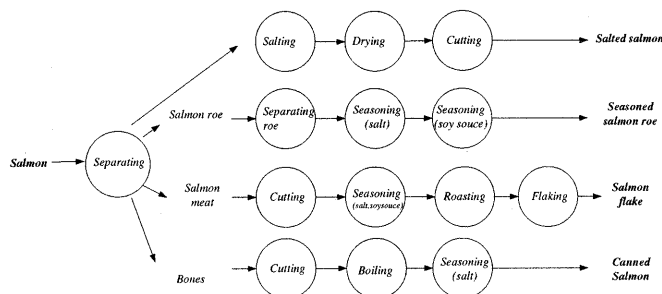 Salting
Drying
Cutting
Salted salmon
Salmon roe
Separating
roe
Seasoning
(salt)
Seasoning
(soy souce)
Seasoned
salmon roe
Salmon
Separating
Salmon
meat
Cutting
Seasoning
(salt,soysouce)
Roasting
Flaking
Salmon
flake
Bones
Cutting
Boiling
Seasoning
(salt)
Canned
Salmon